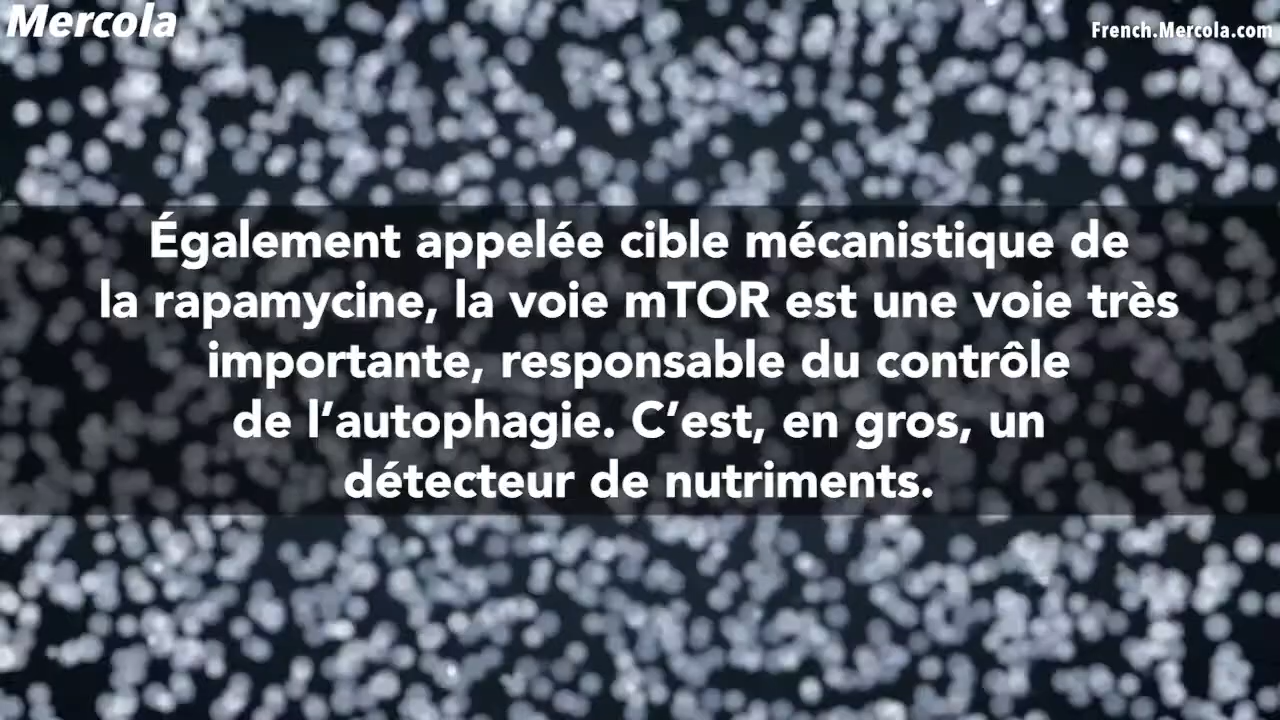 Mercola
French.Mercola.com
Également appelée cible mécanistique de
la rapamycine, la voie mTOR est une voie très
importante, responsable du contrôle
de l’autophagie. C’est, en gros, un
détecteur de nutriments.